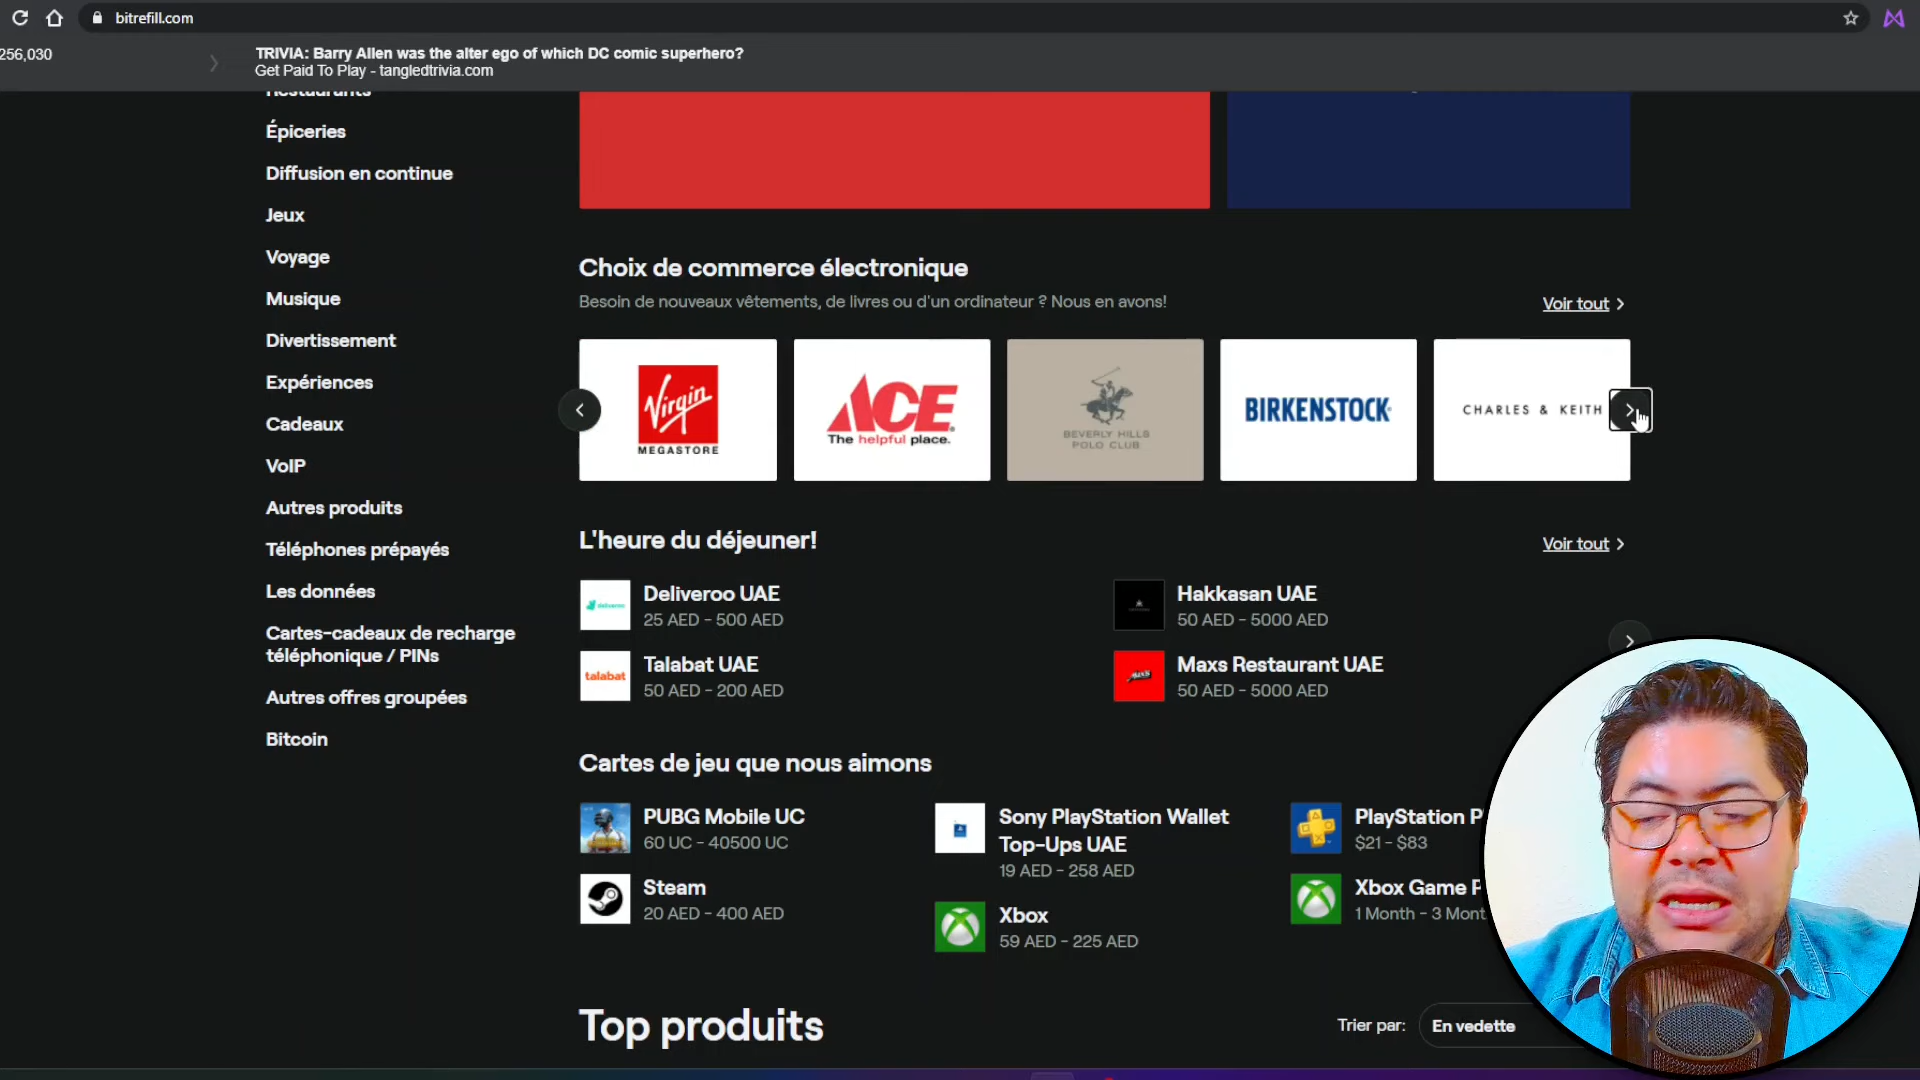 bitrefill.com
256,030
TRIVIA: Barry Allen was the alter ego of which DC comic superhero?
Get Paid To Play - tangledtrivia.com
Restaurants
Épiceries
Diffusion en continue
Jeux
Voyage
Musique
Divertissement
Expériences
Cadeaux
VoIP
Autres produits
Téléphones prépayés
Les données
Cartes-cadeaux de recharge
téléphonique / PINs
Autres offres groupées
Bitcoin
Choix de commerce électronique
Besoin de nouveaux vêtements, de livres ou d'un ordinateur ? Nous en avons!
Voir tout
Virgin
MEGASTORE
ACE
The helpful place.
BEVERLY HILLS
POLO CLUB
BIRKENSTOCK
CHARLES & KEITH
L'heure du déjeuner!
Voir tout
deliveroo
Deliveroo UAE
25 AED - 500 AED
Hakkasan UAE
50 AED - 5000 AED
talabat
Talabat UAE
50 AED - 200 AED
MAX'S
Maxs Restaurant UAE
50 AED - 5000 AED
Cartes de jeu que nous aimons
PUBG Mobile UC
60 UC - 40500 UC
Sony PlayStation Wallet
Top-Ups UAE
19 AED - 258 AED
PlayStation P
$21 - $83
Steam
20 AED - 400 AED
Xbox
59 AED - 225 AED
Xbox Game P
1 Month - 3 Mont
Top produits
Trier par:
En vedette